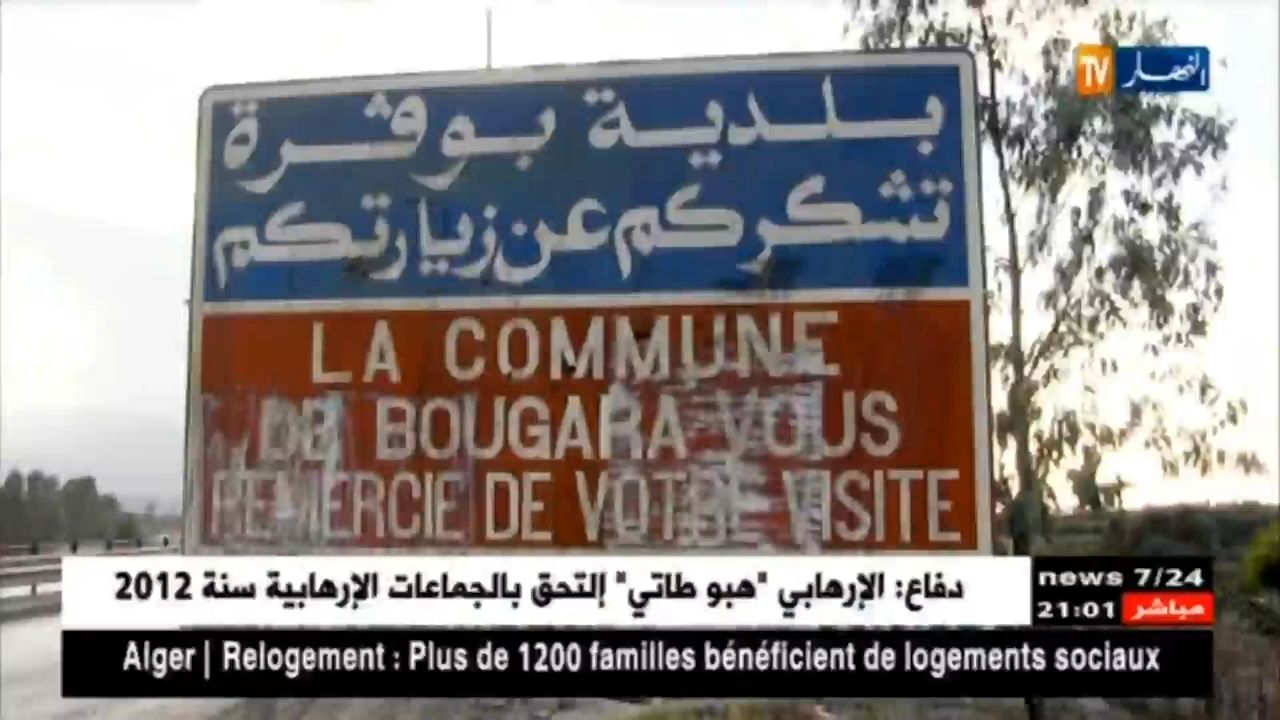 TV النهار
بلدية بوقرة
تشكركم عن زيارتكم
LA COMMUNE
DE BOUGARA VOUS
REMERCIE DE VOTRE VISITE
دفاع: الإرهابي "هبو طاتي" إلتحق بالجماعات الإرهابية سنة 2012
news 7/24
21:01 مباشر
Alger | Relogement : Plus de 1200 familles bénéficient de logements sociaux